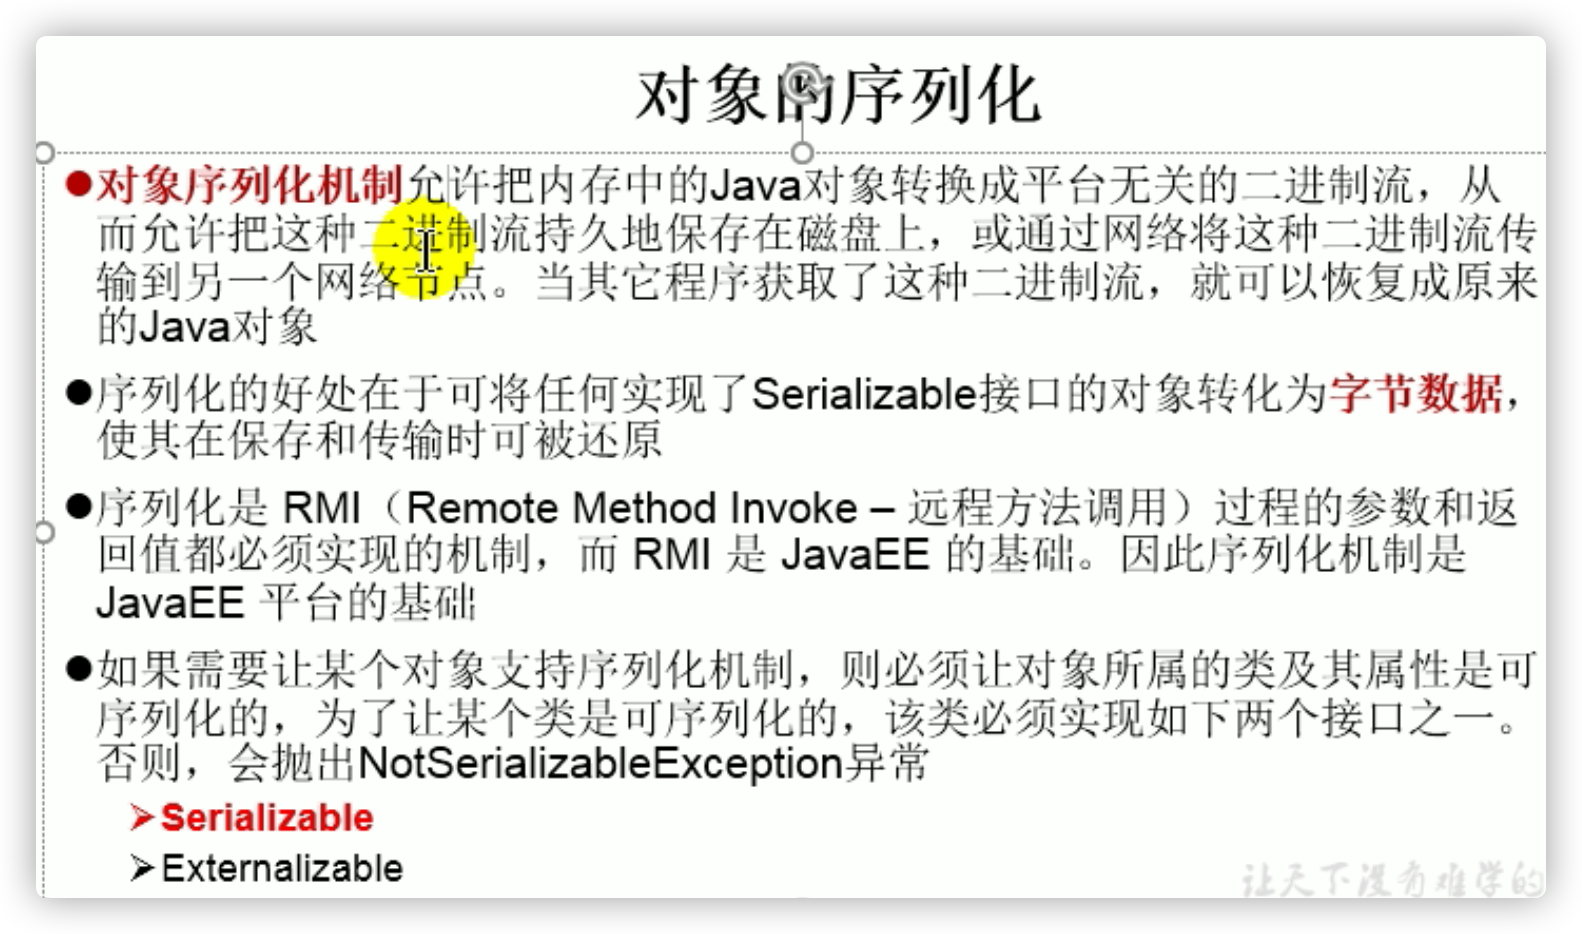 对象的序列化
●对象序列化机制允许把内存中的Java对象转换成平台无关的二进制流，从
而允许把这种二进制流持久地保存在磁盘上，或通过网络将这种二进制流传
输到另一个网络节点。当其它程序获取了这种二进制流，就可以恢复成原来
的Java对象
●序列化的好处在于可将任何实现了Serializable接口的对象转化为字节数据，
使其在保存和传输时可被还原
●序列化是 RMI（Remote Method Invoke – 远程方法调用）过程的参数和返
回值都必须实现的机制，而 RMI 是 JavaEE 的基础。因此序列化机制是
JavaEE 平台的基础
●如果需要让某个对象支持序列化机制，则必须让对象所属的类及其属性是可
序列化的，为了让某个类是可序列化的，该类必须实现如下两个接口之一。
否则，会抛出NotSerializableException异常
➢Serializable
➢Externalizable
让天下没有难学的